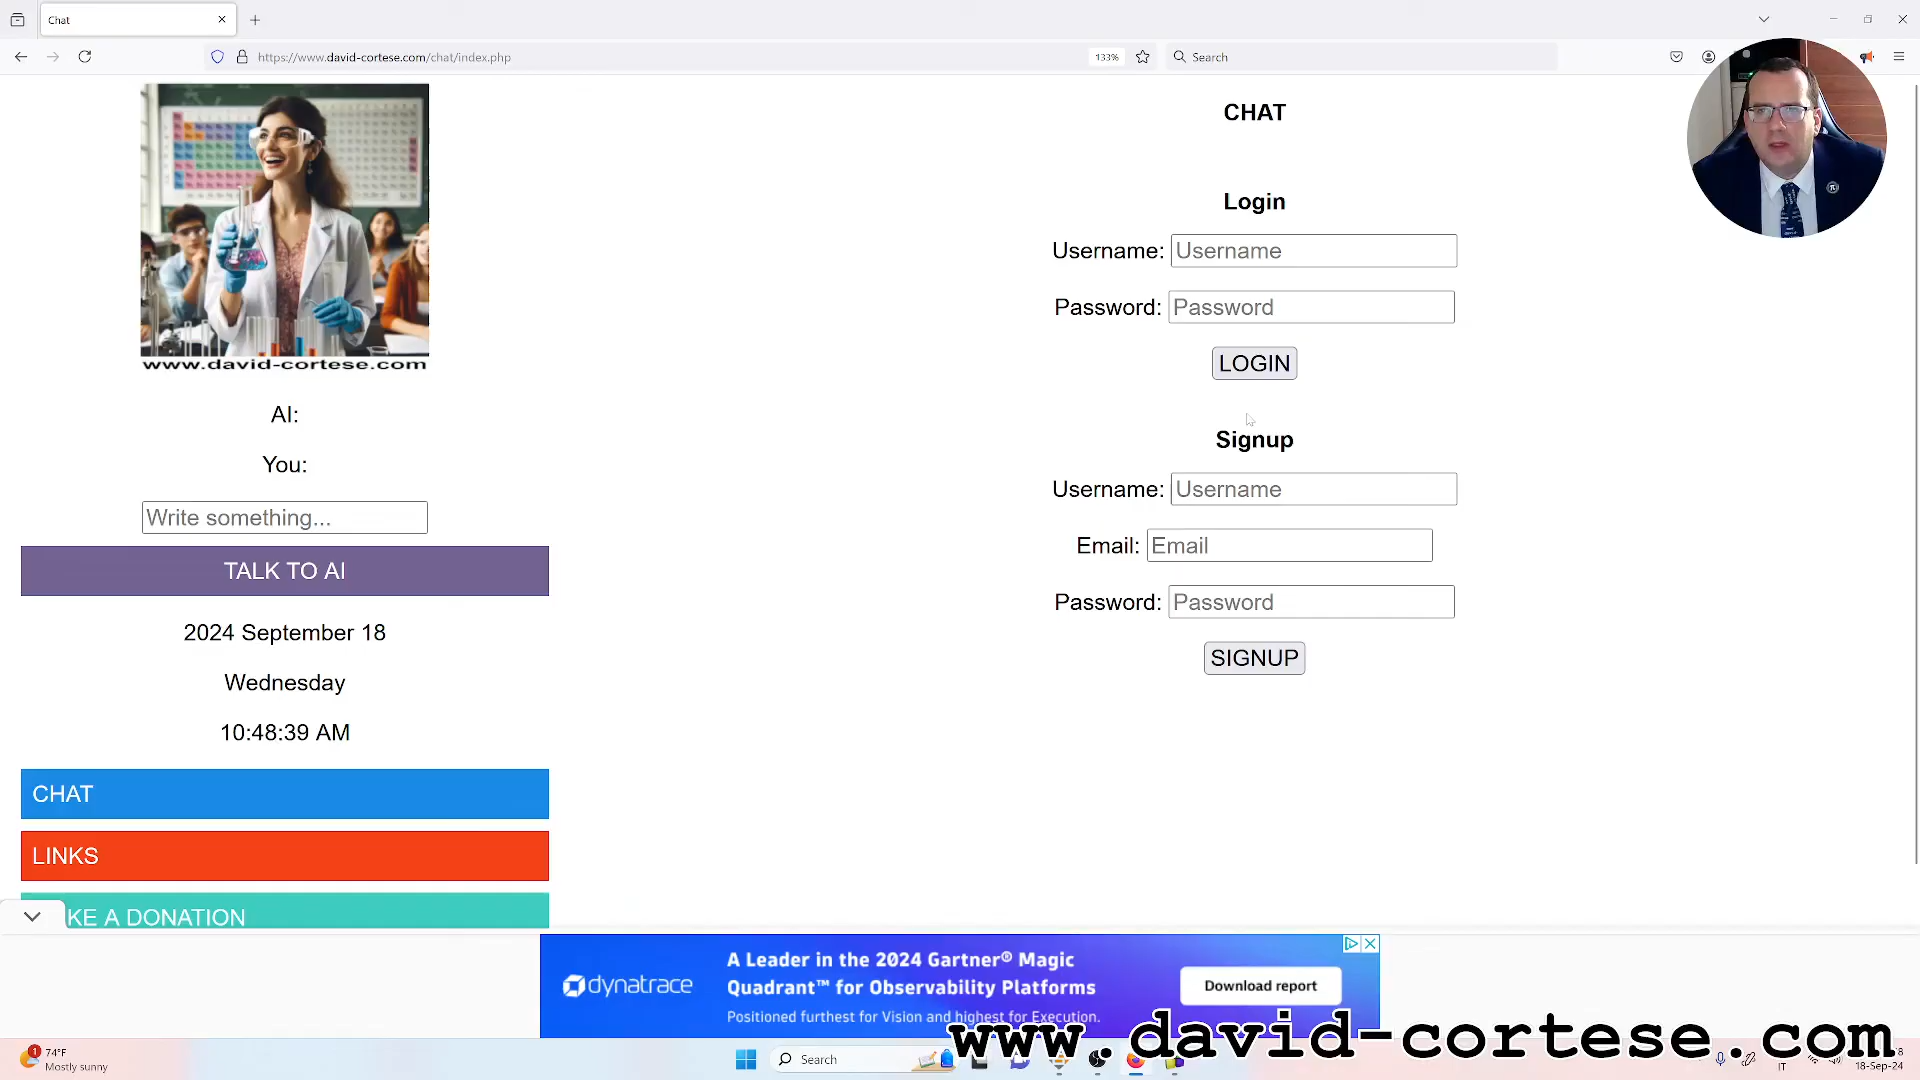 Chat
https://www.david-cortese.com/chat/index.php
133%
Search
www.david-cortese.com
AI:
You:
Write something...
TALK TO AI
2024 September 18
Wednesday
10:48:39 AM
CHAT
LINKS
KE A DONATION
CHAT
Login
Username: Username
Password: Password
LOGIN
Signup
Username: Username
Email: Email
Password: Password
SIGNUP
dynatrace
A Leader in the 2024 Gartner® Magic
Quadrant™ for Observability Platforms
Positioned furthest for Vision and highest for Execution.
Download report
www.david-cortese.com
1
74°F
Mostly sunny
Search
IT
18-Sep-24